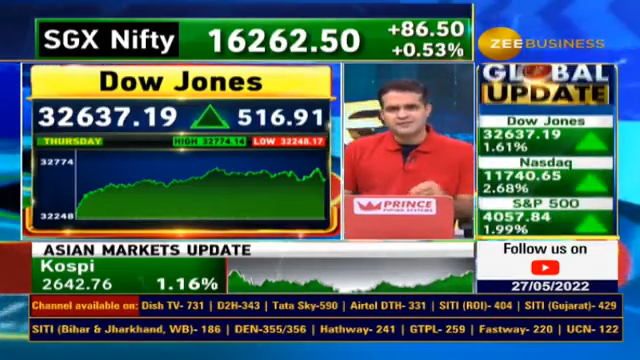 SGX Nifty 16262.50 +86.50
+0.53%
ZEE BUSINESS
Dow Jones
32637.19 516.91
THURSDAY HIGH 32774.14 LOW 32248.17
32774
32248
PRINCE
PIPING SYSTEMS
GLOBAL
UPDATE
Dow Jones
32637.19
1.61%
Nasdaq
11740.65
2.68%
S&P 500
4057.84
1.99%
ASIAN MARKETS UPDATE
Kospi
2642.76 1.16%
Follow us on
27/05/2022
Channel available on: Dish TV- 731 | D2H-343 | Tata Sky-590 | Airtel DTH- 331 | SITI (ROI)- 404 | SITI (Gujarat)- 429
SITI (Bihar & Jharkhand, WB)- 186 | DEN-355/356 | Hathway- 241 | GTPL- 259 | Fastway- 220 | UCN- 122